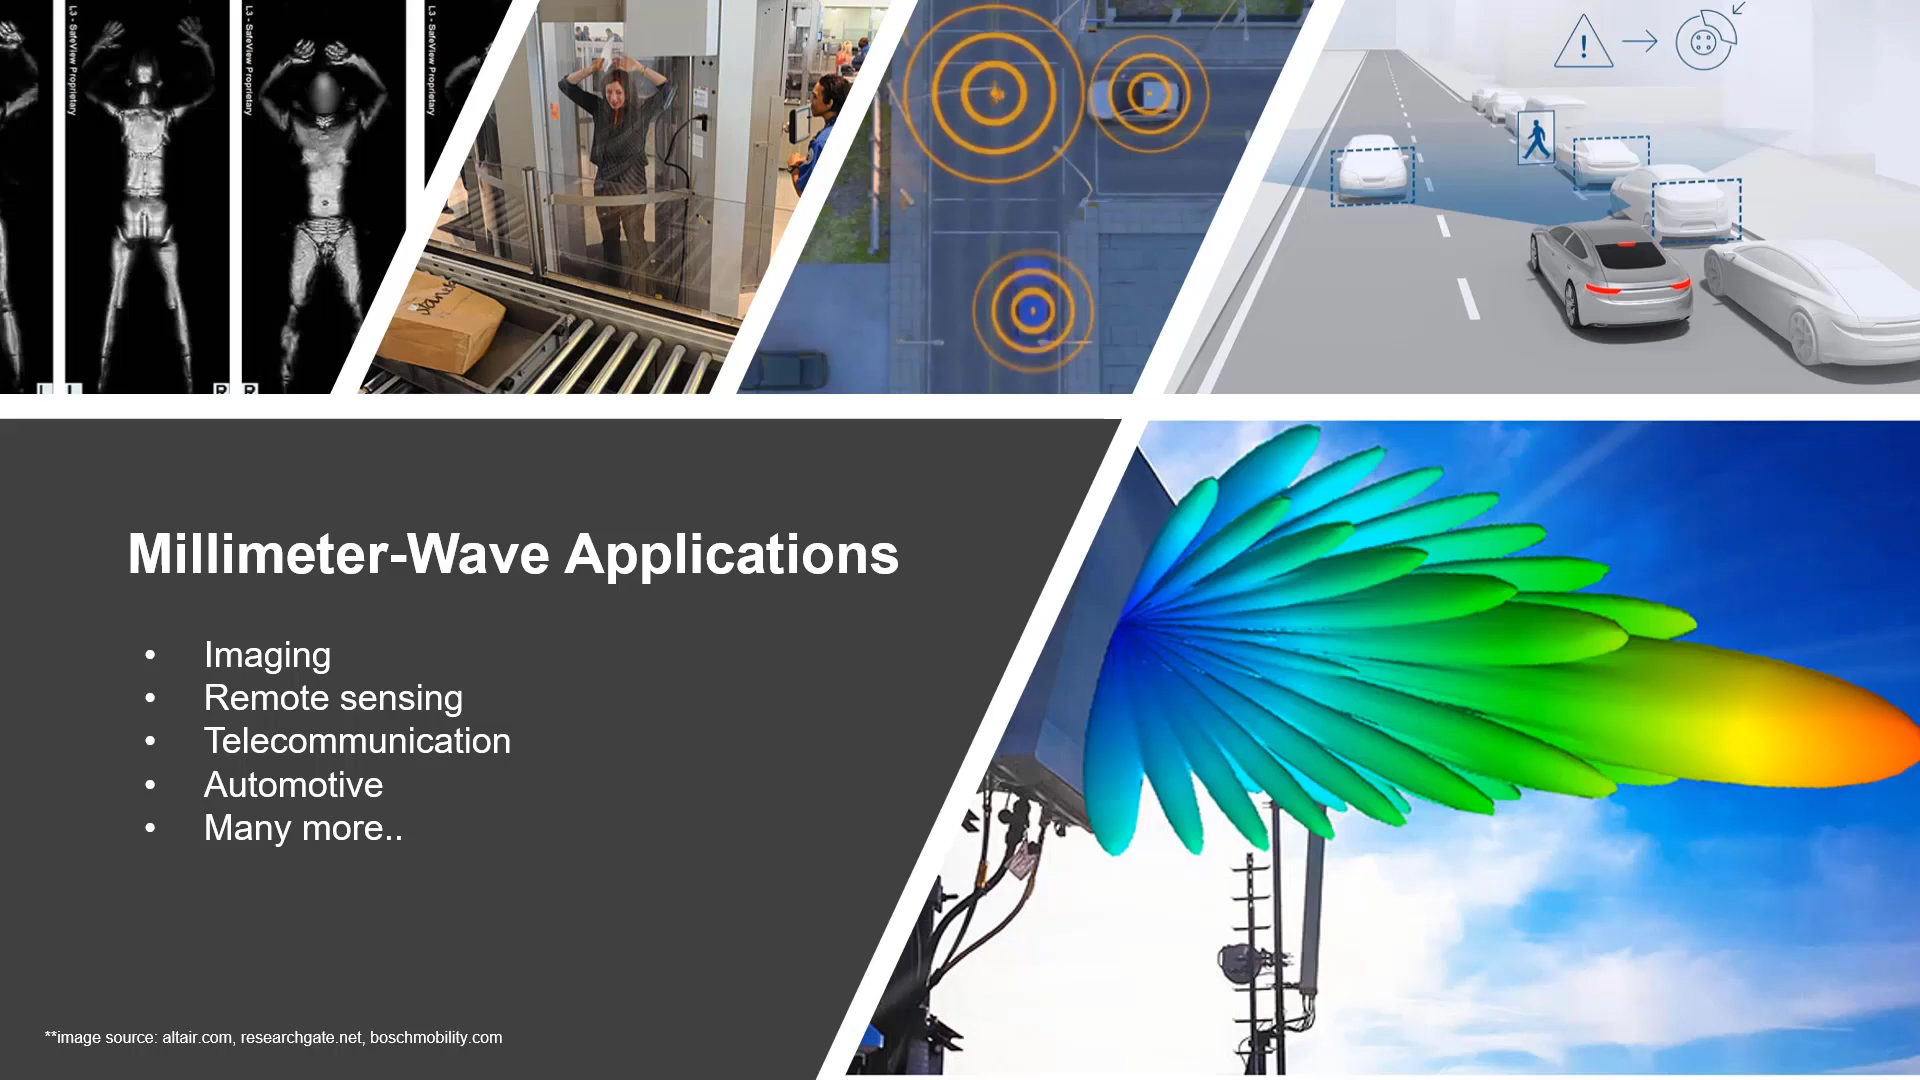 L3 - SafeView Proprietary
L3 - SafeView Proprietary
L3 - SafeView Proprietary
L
L
R
R
!
Millimeter-Wave Applications
• Imaging
• Remote sensing
• Telecommunication
• Automotive
• Many more..
**image source: altair.com, researchgate.net, boschmobility.com